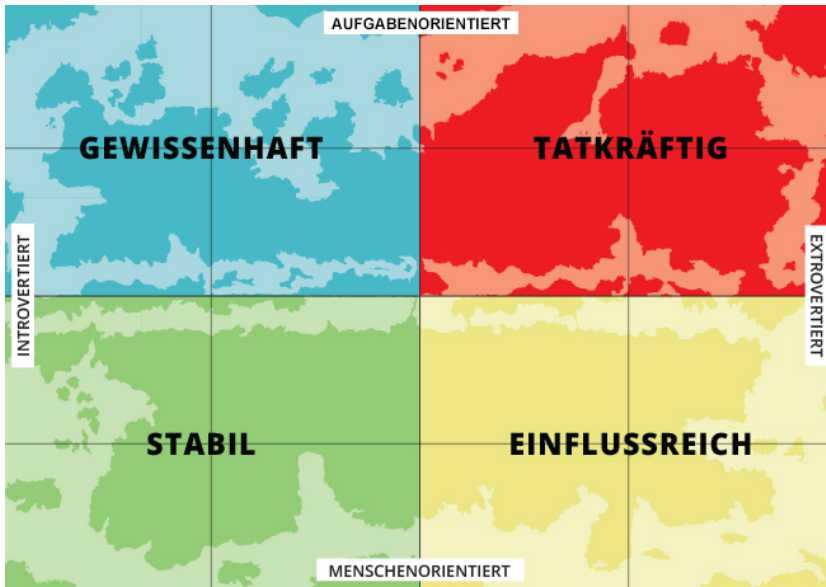 AUFGABENORIENTIERT
GEWISSENHAFT
TATKRÄFTIG
INTROVERTIERT
EXTROVERTIERT
STABIL
EINFLUSSREICH
MENSCHENORIENTIERT